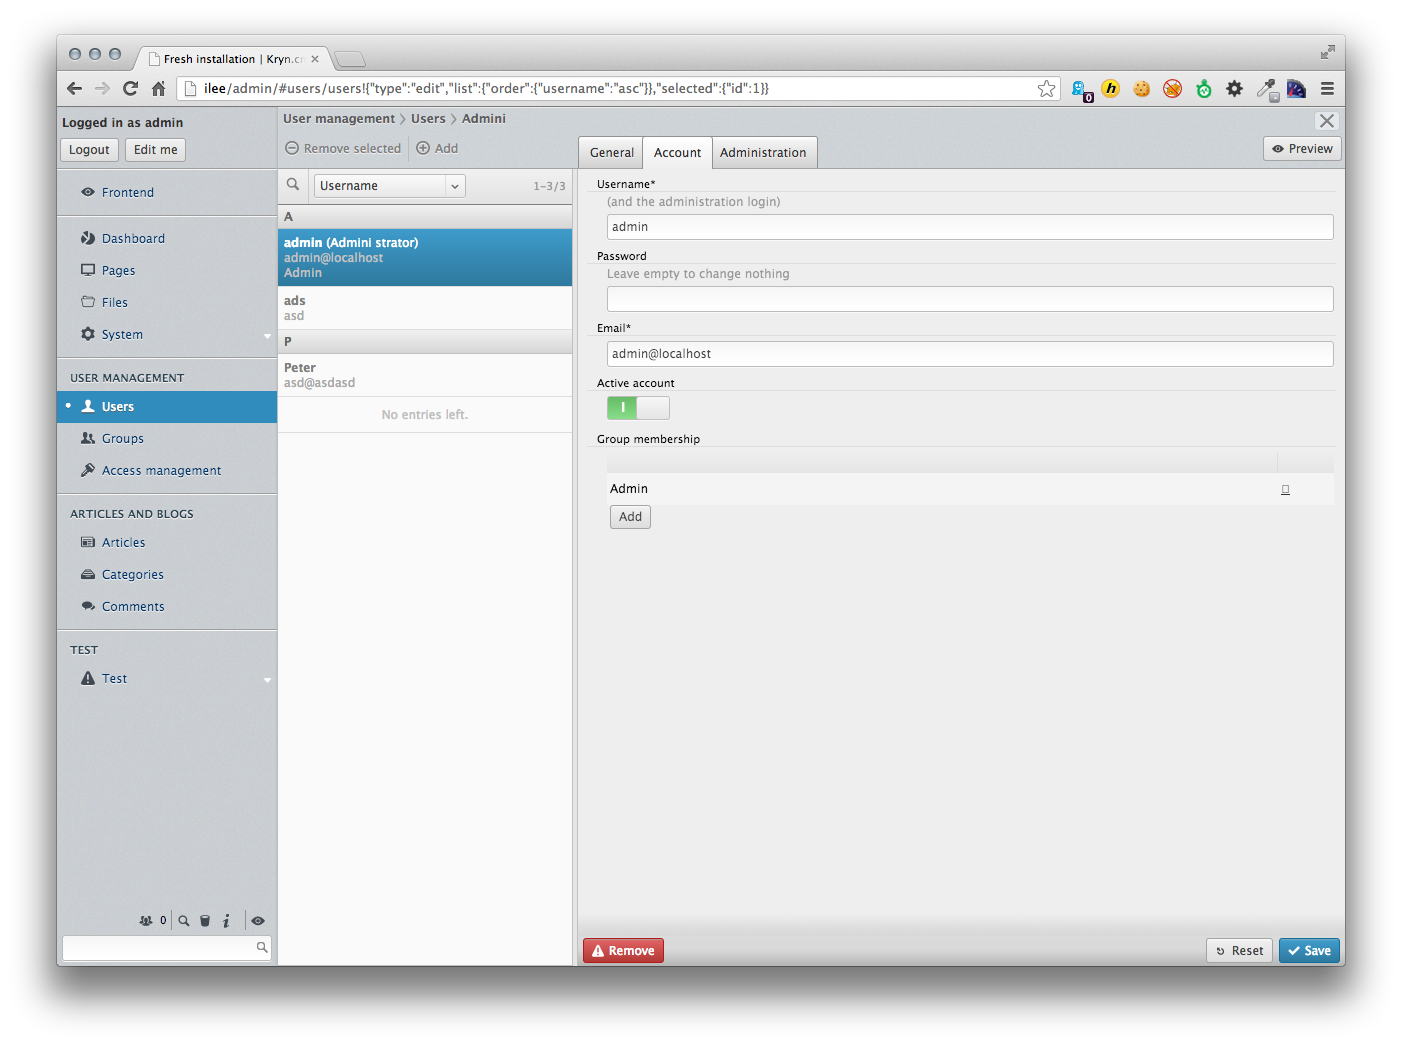 Fresh installation | Kryn.c
ilee/admin/#users/users!{"type":"edit","list":{"order":{"username":"asc"}},"selected":{"id":1}}
0
h
Logged in as admin
Logout
Edit me
Frontend
Dashboard
Pages
Files
System
USER MANAGEMENT
Users
Groups
Access management
ARTICLES AND BLOGS
Articles
Categories
Comments
TEST
Test
0
i
User management
Users
Admini
Remove selected
Add
Username
1-3/3
A
admin (Admini strator)
admin@localhost
Admin
ads
asd
P
Peter
asd@asdasd
No entries left.
General
Account
Administration
Preview
Username*
(and the administration login)
admin
Password
Leave empty to change nothing
Email*
admin@localhost
Active account
I
Group membership
Admin
Add
Remove
Reset
Save